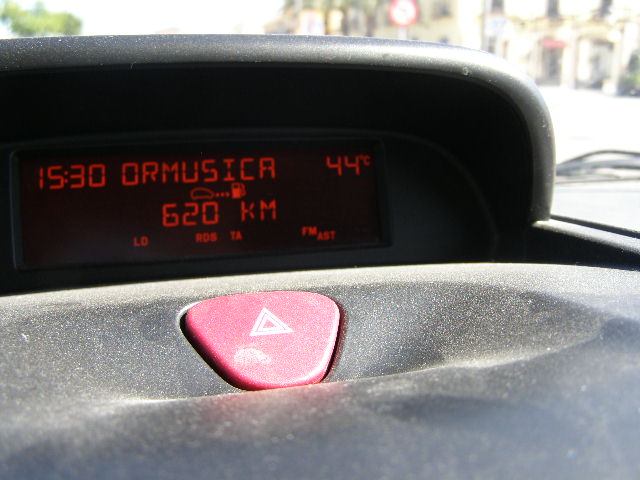 15:30 ORMUSICA 44°C
620 KM
LO RDS TA FM AST